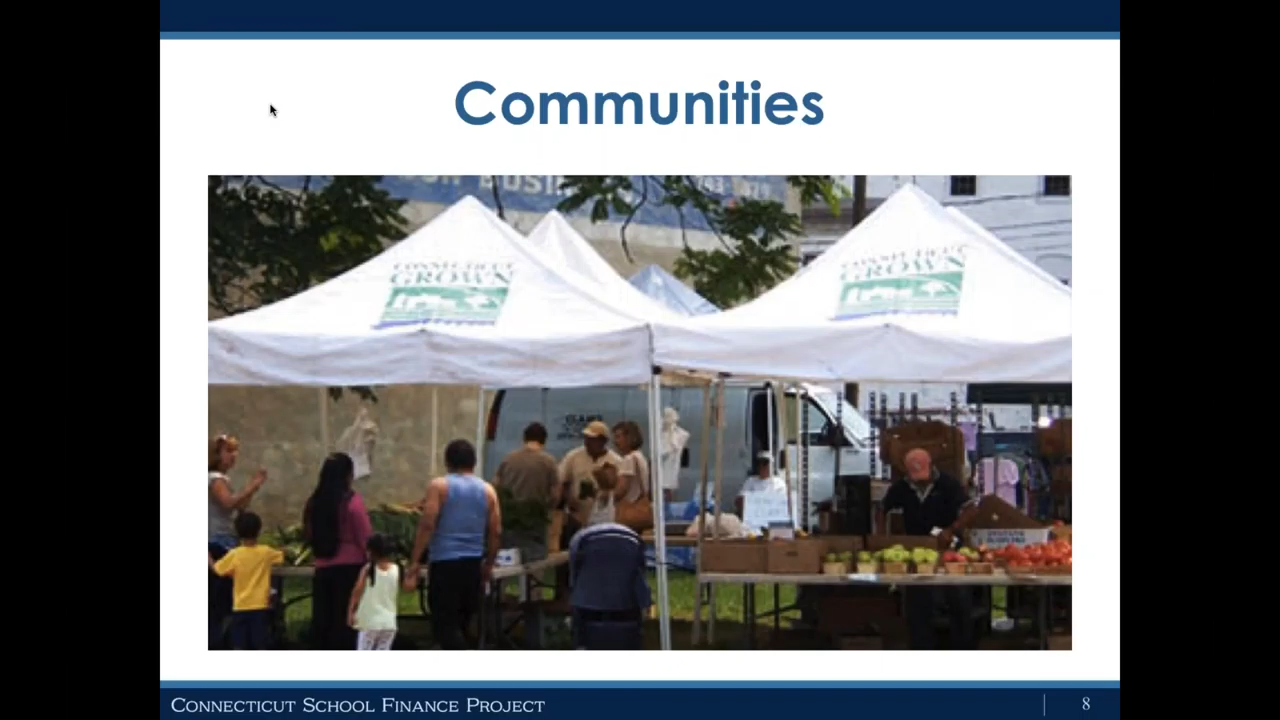 Communities
CONNECTICUT
GROWN
CONNECTICUT
GROWN
CONNECTICUT SCHOOL FINANCE PROJECT
8